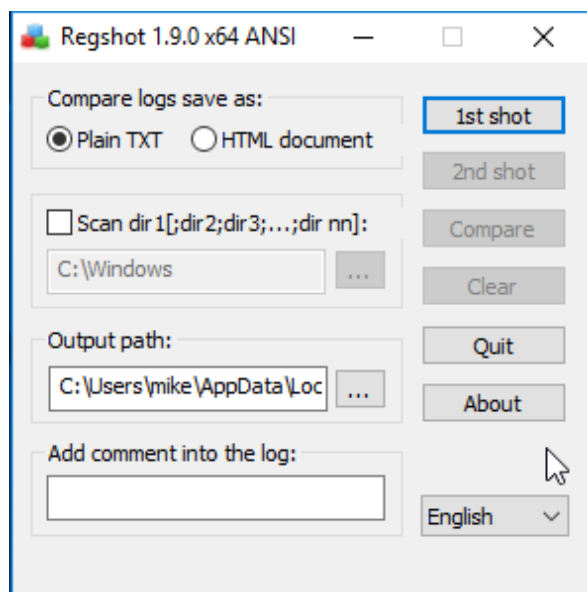 Regshot 1.9.0 x64 ANSI
Compare logs save as:
Plain TXT HTML document
1st shot
2nd shot
Scan dir1[;dir2;dir3;...;dir nn]:
Compare
C:\Windows
...
Clear
Output path:
Quit
C:\Users\mike\AppData\Loc
...
About
Add comment into the log:
English